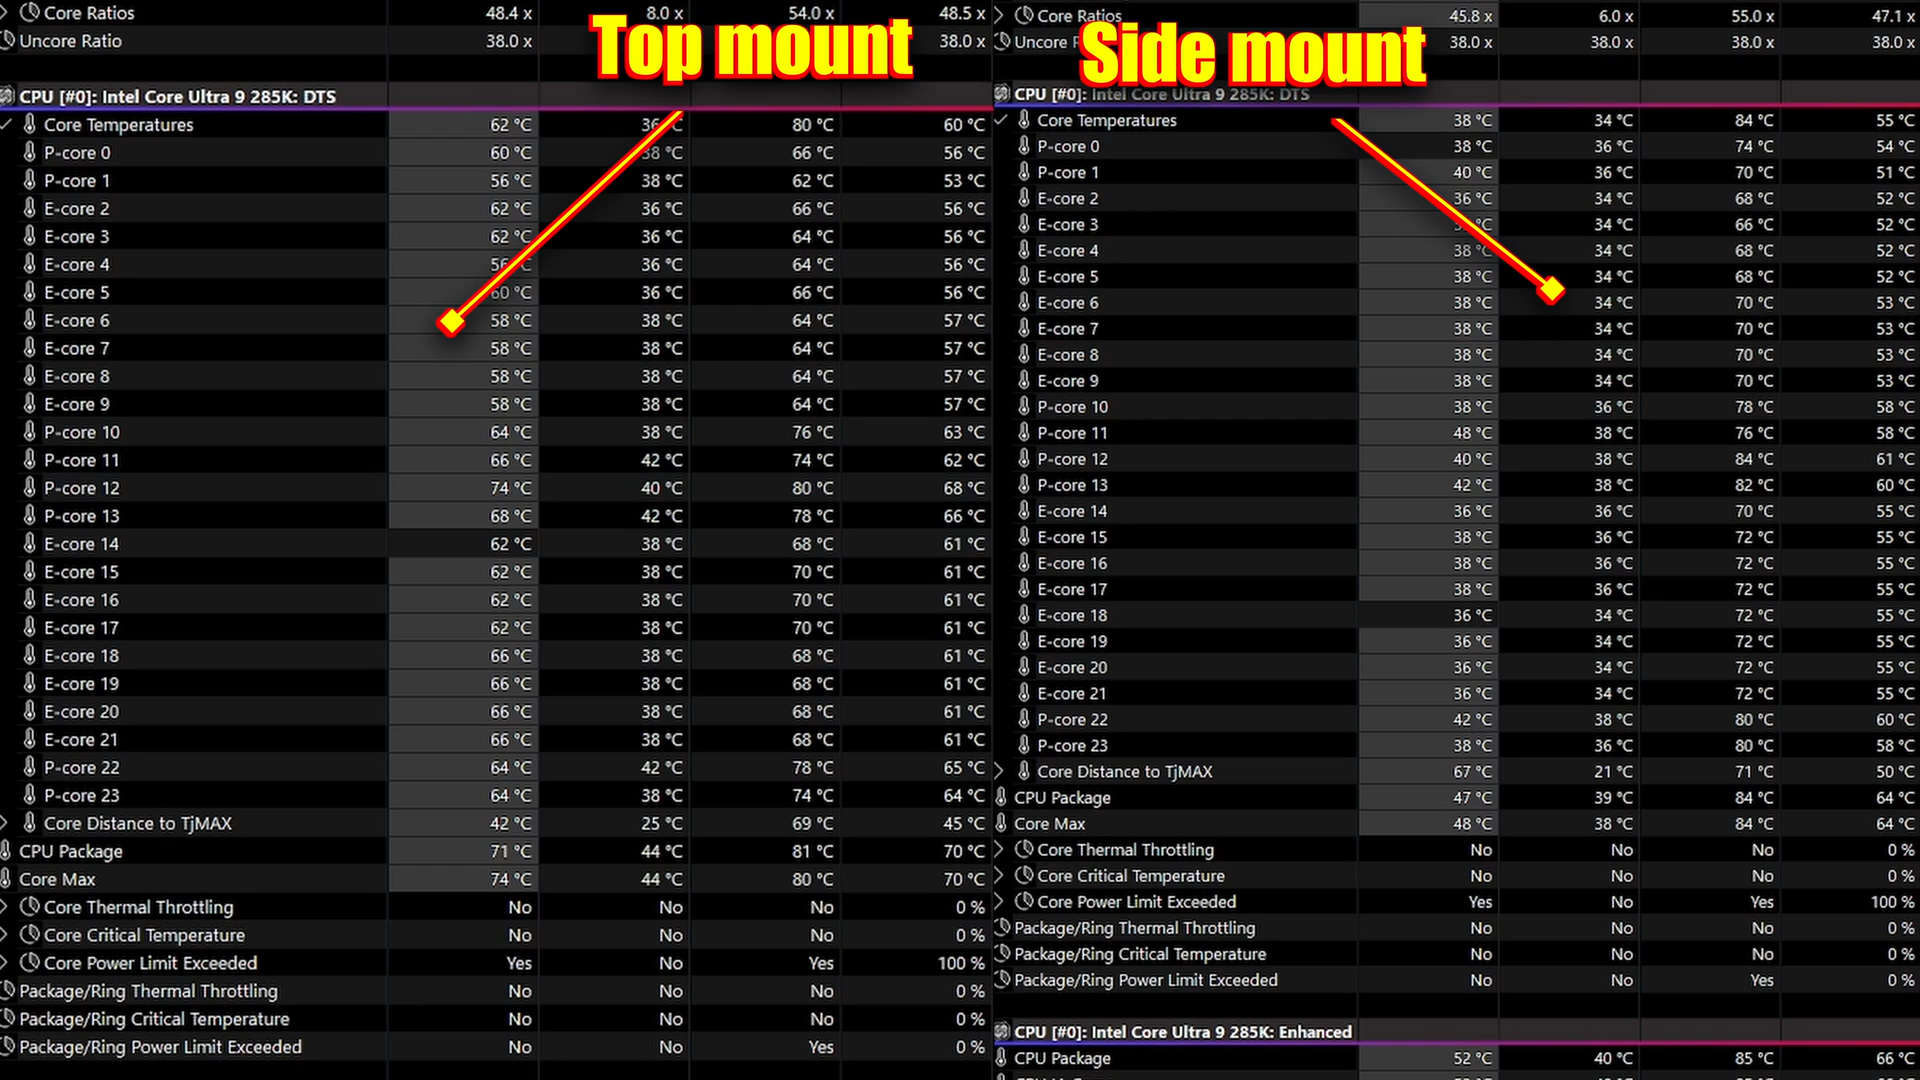 Top mount
Core Ratios 48.4 x 8.0 x 54.0 x 48.5 x
Uncore Ratio 38.0 x 38.0 x
CPU [#0]: Intel Core Ultra 9 285K: DTS
Core Temperatures 62 °C 36 °C 80 °C 60 °C
P-core 0 60 °C 38 °C 66 °C 56 °C
P-core 1 56 °C 38 °C 62 °C 53 °C
E-core 2 62 °C 36 °C 66 °C 56 °C
E-core 3 62 °C 36 °C 64 °C 56 °C
E-core 4 56 °C 36 °C 64 °C 56 °C
E-core 5 60 °C 36 °C 66 °C 56 °C
E-core 6 58 °C 38 °C 64 °C 57 °C
E-core 7 58 °C 38 °C 64 °C 57 °C
E-core 8 58 °C 38 °C 64 °C 57 °C
E-core 9 58 °C 38 °C 64 °C 57 °C
P-core 10 64 °C 38 °C 76 °C 63 °C
P-core 11 66 °C 42 °C 74 °C 62 °C
P-core 12 74 °C 40 °C 80 °C 68 °C
P-core 13 68 °C 42 °C 78 °C 66 °C
E-core 14 62 °C 38 °C 68 °C 61 °C
E-core 15 62 °C 38 °C 70 °C 61 °C
E-core 16 62 °C 38 °C 70 °C 61 °C
E-core 17 62 °C 38 °C 70 °C 61 °C
E-core 18 66 °C 38 °C 68 °C 61 °C
E-core 19 66 °C 38 °C 68 °C 61 °C
E-core 20 66 °C 38 °C 68 °C 61 °C
E-core 21 66 °C 38 °C 68 °C 61 °C
P-core 22 64 °C 42 °C 78 °C 65 °C
P-core 23 64 °C 38 °C 74 °C 64 °C
Core Distance to TjMAX 42 °C 25 °C 69 °C 45 °C
CPU Package 71 °C 44 °C 81 °C 70 °C
Core Max 74 °C 44 °C 80 °C 70 °C
Core Thermal Throttling No No No 0 %
Core Critical Temperature No No No 0 %
Core Power Limit Exceeded Yes No Yes 100 %
Package/Ring Thermal Throttling No No No 0 %
Package/Ring Critical Temperature No No No 0 %
Package/Ring Power Limit Exceeded No No Yes 0 %
Side mount
Core Ratios 45.8 x 6.0 x 55.0 x 47.1 x
Uncore 38.0 x 38.0 x 38.0 x 38.0 x
CPU [#0]: Intel Core Ultra 9 285K: DTS
Core Temperatures 38 °C 34 °C 84 °C 55 °C
P-core 0 38 °C 36 °C 74 °C 54 °C
P-core 1 40 °C 36 °C 70 °C 51 °C
E-core 2 36 °C 34 °C 68 °C 52 °C
E-core 3 34 °C 66 °C 52 °C
E-core 4 38 °C 34 °C 68 °C 52 °C
E-core 5 38 °C 34 °C 68 °C 52 °C
E-core 6 38 °C 34 °C 70 °C 53 °C
E-core 7 38 °C 34 °C 70 °C 53 °C
E-core 8 38 °C 34 °C 70 °C 53 °C
E-core 9 38 °C 34 °C 70 °C 53 °C
P-core 10 38 °C 36 °C 78 °C 58 °C
P-core 11 48 °C 38 °C 76 °C 58 °C
P-core 12 40 °C 38 °C 84 °C 61 °C
P-core 13 42 °C 38 °C 82 °C 60 °C
E-core 14 36 °C 36 °C 70 °C 55 °C
E-core 15 38 °C 36 °C 72 °C 55 °C
E-core 16 38 °C 36 °C 72 °C 55 °C
E-core 17 38 °C 36 °C 72 °C 55 °C
E-core 18 36 °C 34 °C 72 °C 55 °C
E-core 19 36 °C 34 °C 72 °C 55 °C
E-core 20 36 °C 34 °C 72 °C 55 °C
E-core 21 36 °C 34 °C 72 °C 55 °C
P-core 22 42 °C 38 °C 80 °C 60 °C
P-core 23 38 °C 36 °C 80 °C 58 °C
Core Distance to TjMAX 67 °C 21 °C 71 °C 50 °C
CPU Package 47 °C 39 °C 84 °C 64 °C
Core Max 48 °C 38 °C 84 °C 64 °C
Core Thermal Throttling No No No 0 %
Core Critical Temperature No No No 0 %
Core Power Limit Exceeded Yes No Yes 100 %
Package/Ring Thermal Throttling No No No 0 %
Package/Ring Critical Temperature No No No 0 %
Package/Ring Power Limit Exceeded No No Yes 0 %
CPU [#0]: Intel Core Ultra 9 285K: Enhanced
CPU Package 52 °C 40 °C 85 °C 66 °C